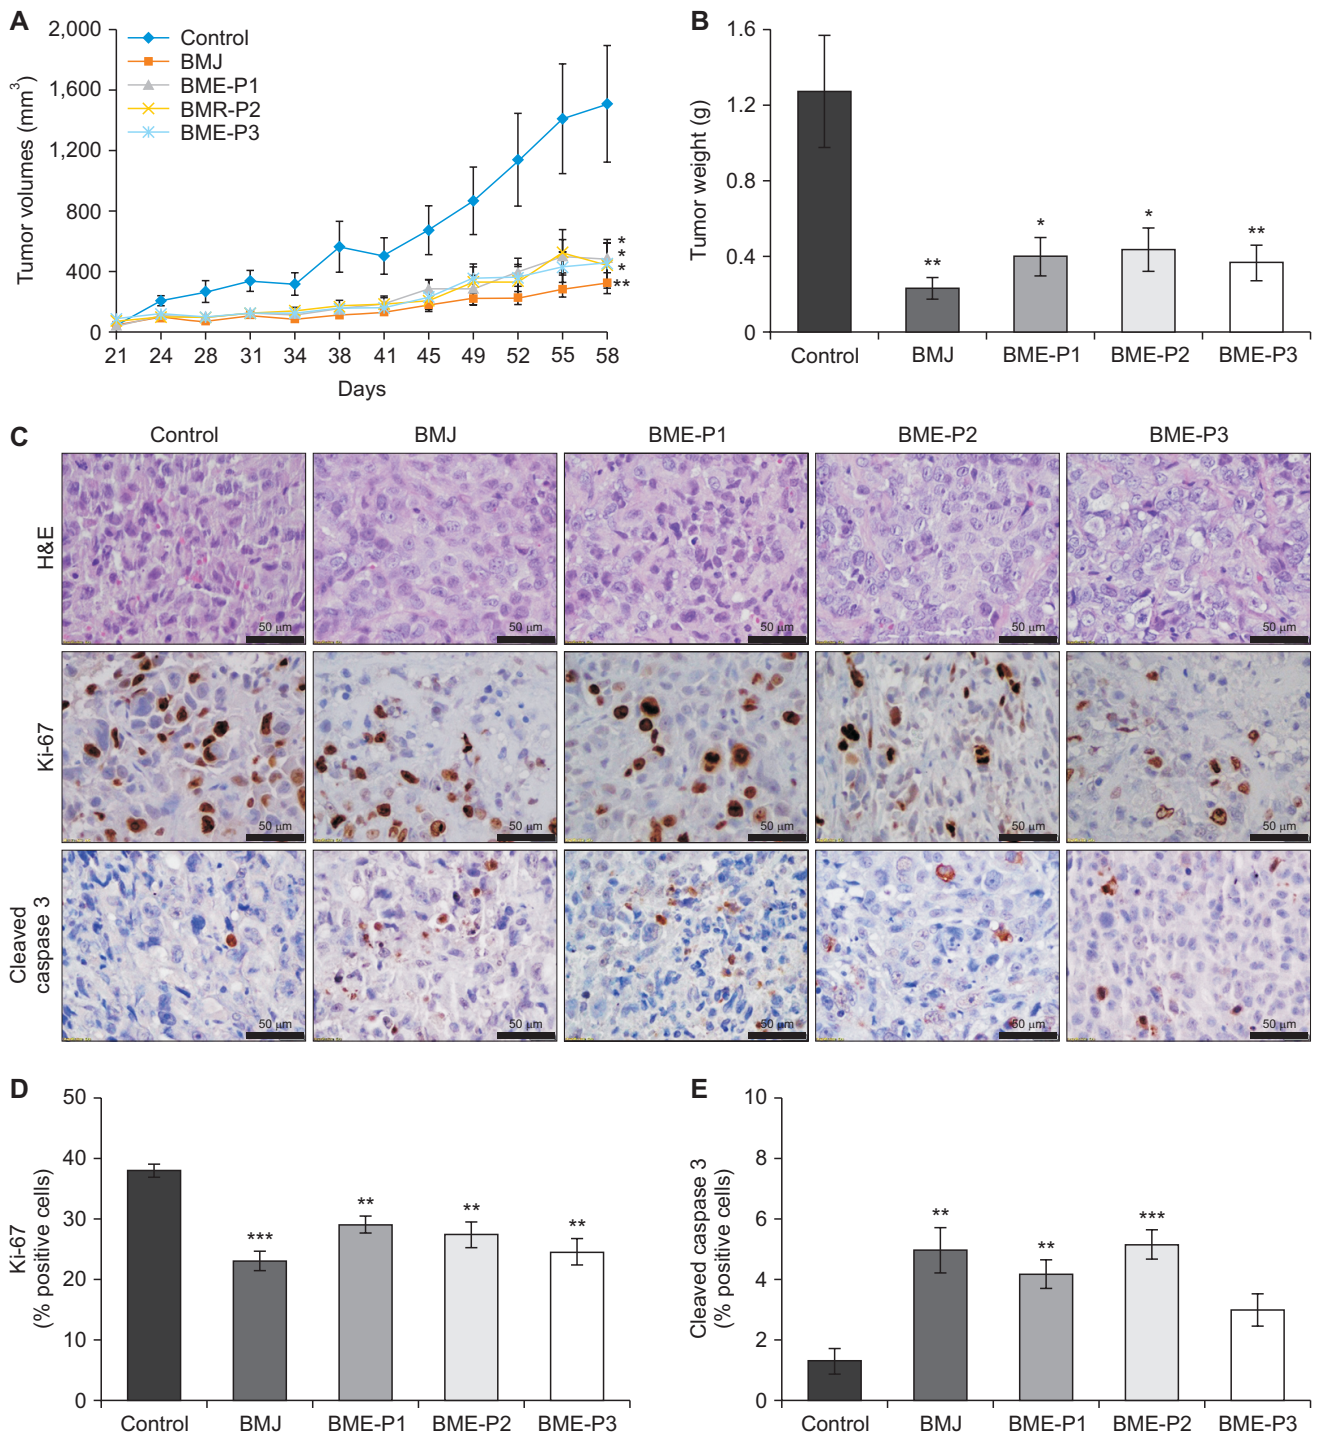 A
2,000
1,600
1,200
800
400
0
Tumor volumes (mm3)
Control
BMJ
BME-P1
BMR-P2
BME-P3
*
*
*
**
21 24 28 31 34 38 41 45 49 52 55 58
Days
B
1.6
1.2
0.8
0.4
0
Tumor weight (g)
**
*
*
**
Control BMJ BME-P1 BME-P2 BME-P3
C
Control BMJ BME-P1 BME-P2 BME-P3
H&E
50 µm 50 µm 50 µm 50 µm 50 µm
Ki-67
50 µm 50 µm 50 µm 50 µm 50 µm
Cleaved
caspase 3
50 µm 50 µm 50 µm 50 µm 50 µm
D
50
40
30
20
10
0
Ki-67
(% positive cells)
***
**
**
**
Control BMJ BME-P1 BME-P2 BME-P3
E
10
8
6
4
2
0
Cleaved caspase 3
(% positive cells)
**
**
***
Control BMJ BME-P1 BME-P2 BME-P3